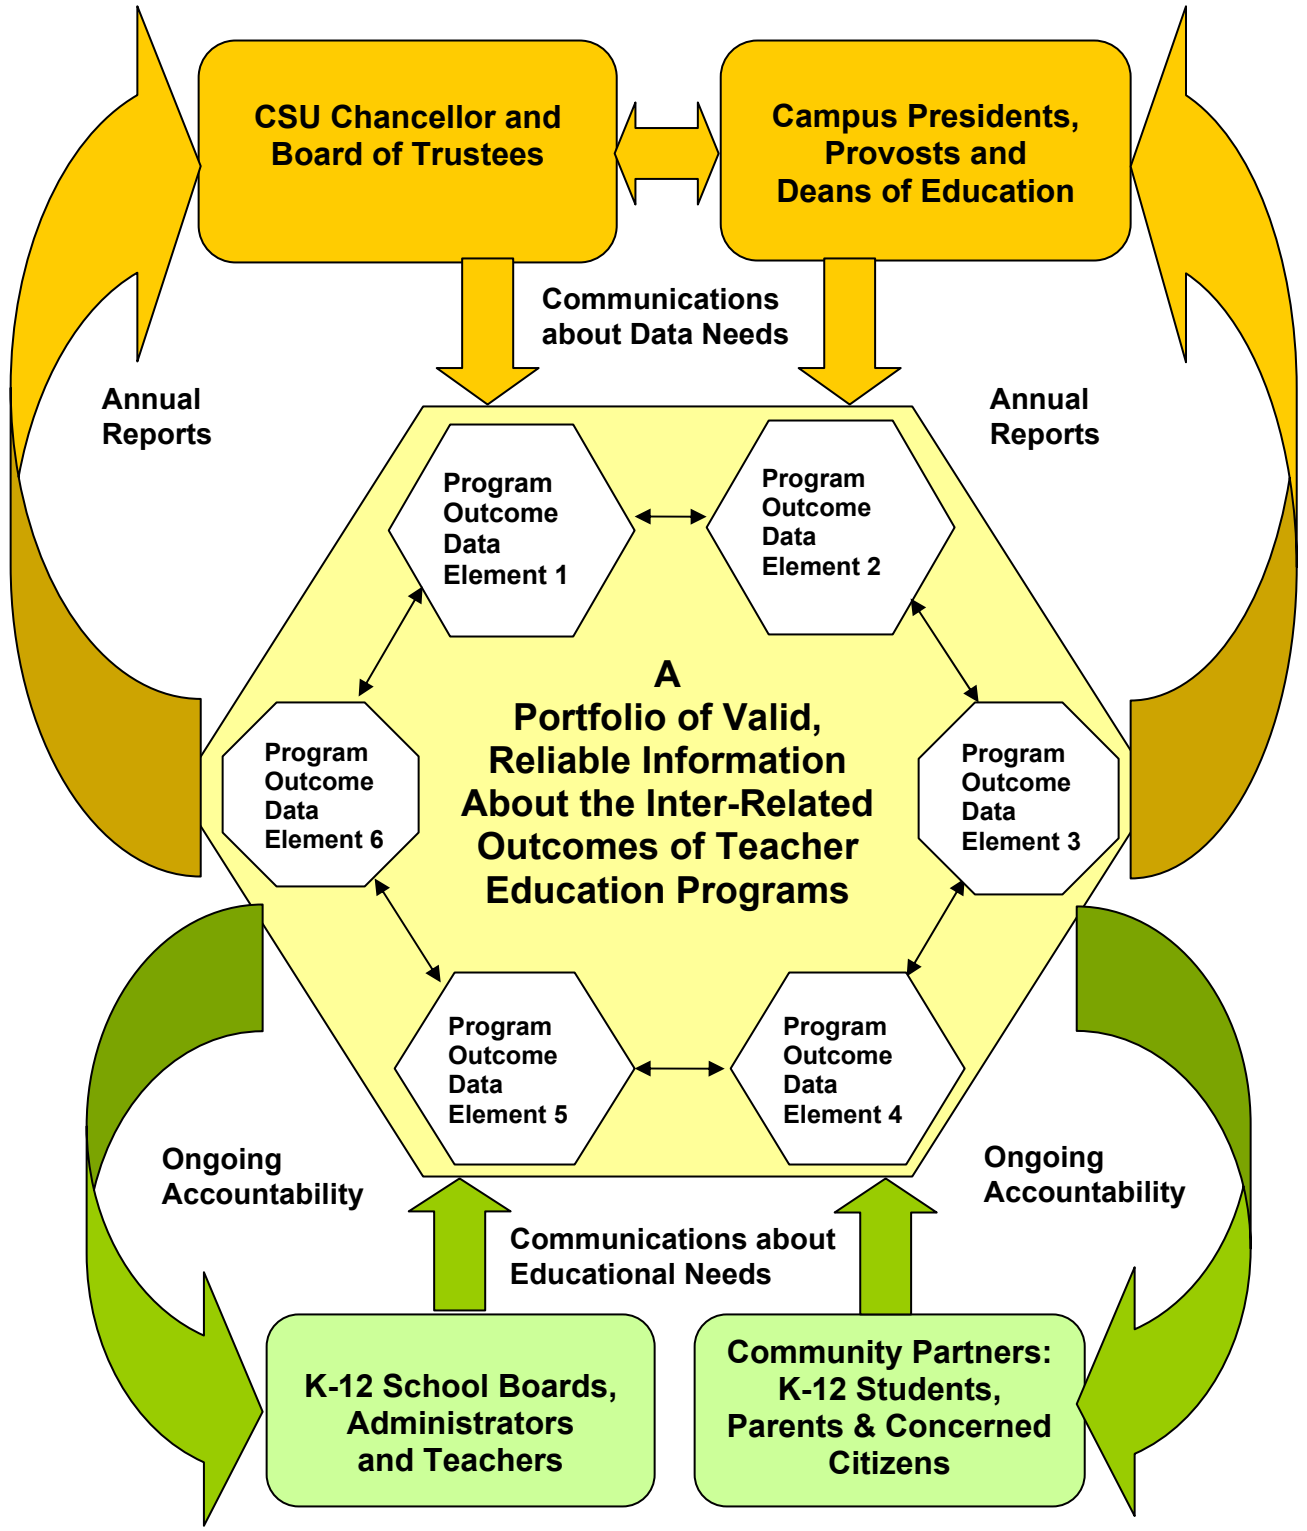 CSU Chancellor and
Board of Trustees
Campus Presidents,
Provosts and
Deans of Education
Communications
about Data Needs
Annual
Reports
Annual
Reports
Program
Outcome
Data
Element 1
Program
Outcome
Data
Element 2
A
Portfolio of Valid,
Reliable Information
About the Inter-Related
Outcomes of Teacher
Education Programs
Program
Outcome
Data
Element 6
Program
Outcome
Data
Element 3
Program
Outcome
Data
Element 5
Program
Outcome
Data
Element 4
Ongoing
Accountability
Ongoing
Accountability
Communications about
Educational Needs
K-12 School Boards,
Administrators
and Teachers
Community Partners:
K-12 Students,
Parents & Concerned
Citizens